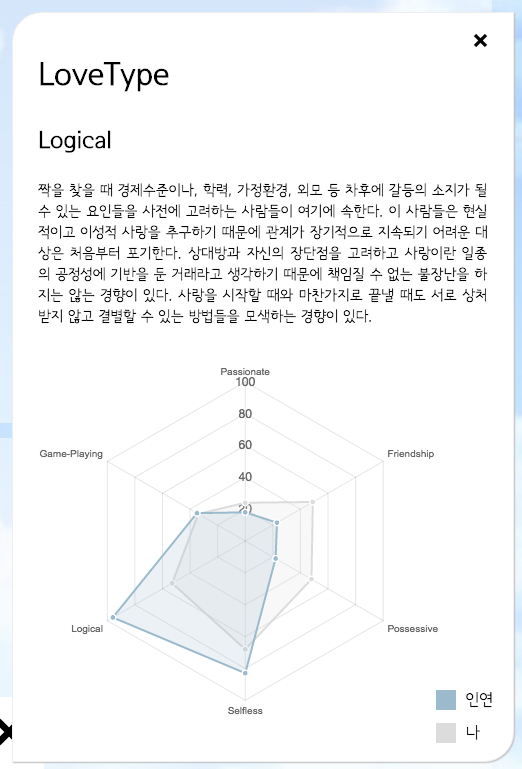 LoveType
Logical
짝을 찾을 때 경제수준이나, 학력, 가정환경, 외모 등 차후에 갈등의 소지가 될
수 있는 요인들을 사전에 고려하는 사람들이 여기에 속한다. 이 사람들은 현실
적이고 이성적 사랑을 추구하기 때문에 관계가 장기적으로 지속되기 어려운 대
상은 처음부터 포기한다. 상대방과 자신의 장단점을 고려하고 사랑이란 일종
의 공정성에 기반을 둔 거래라고 생각하기 때문에 책임질 수 없는 불장난을 하
지는 않는 경향이 있다. 사랑을 시작할 때와 마찬가지로 끝낼 때도 서로 상처
받지 않고 결별할 수 있는 방법들을 모색하는 경향이 있다.
Passionate
100
80
Game-Playing
Friendship
60
40
20
Logical
Possessive
Selfless
인연
나